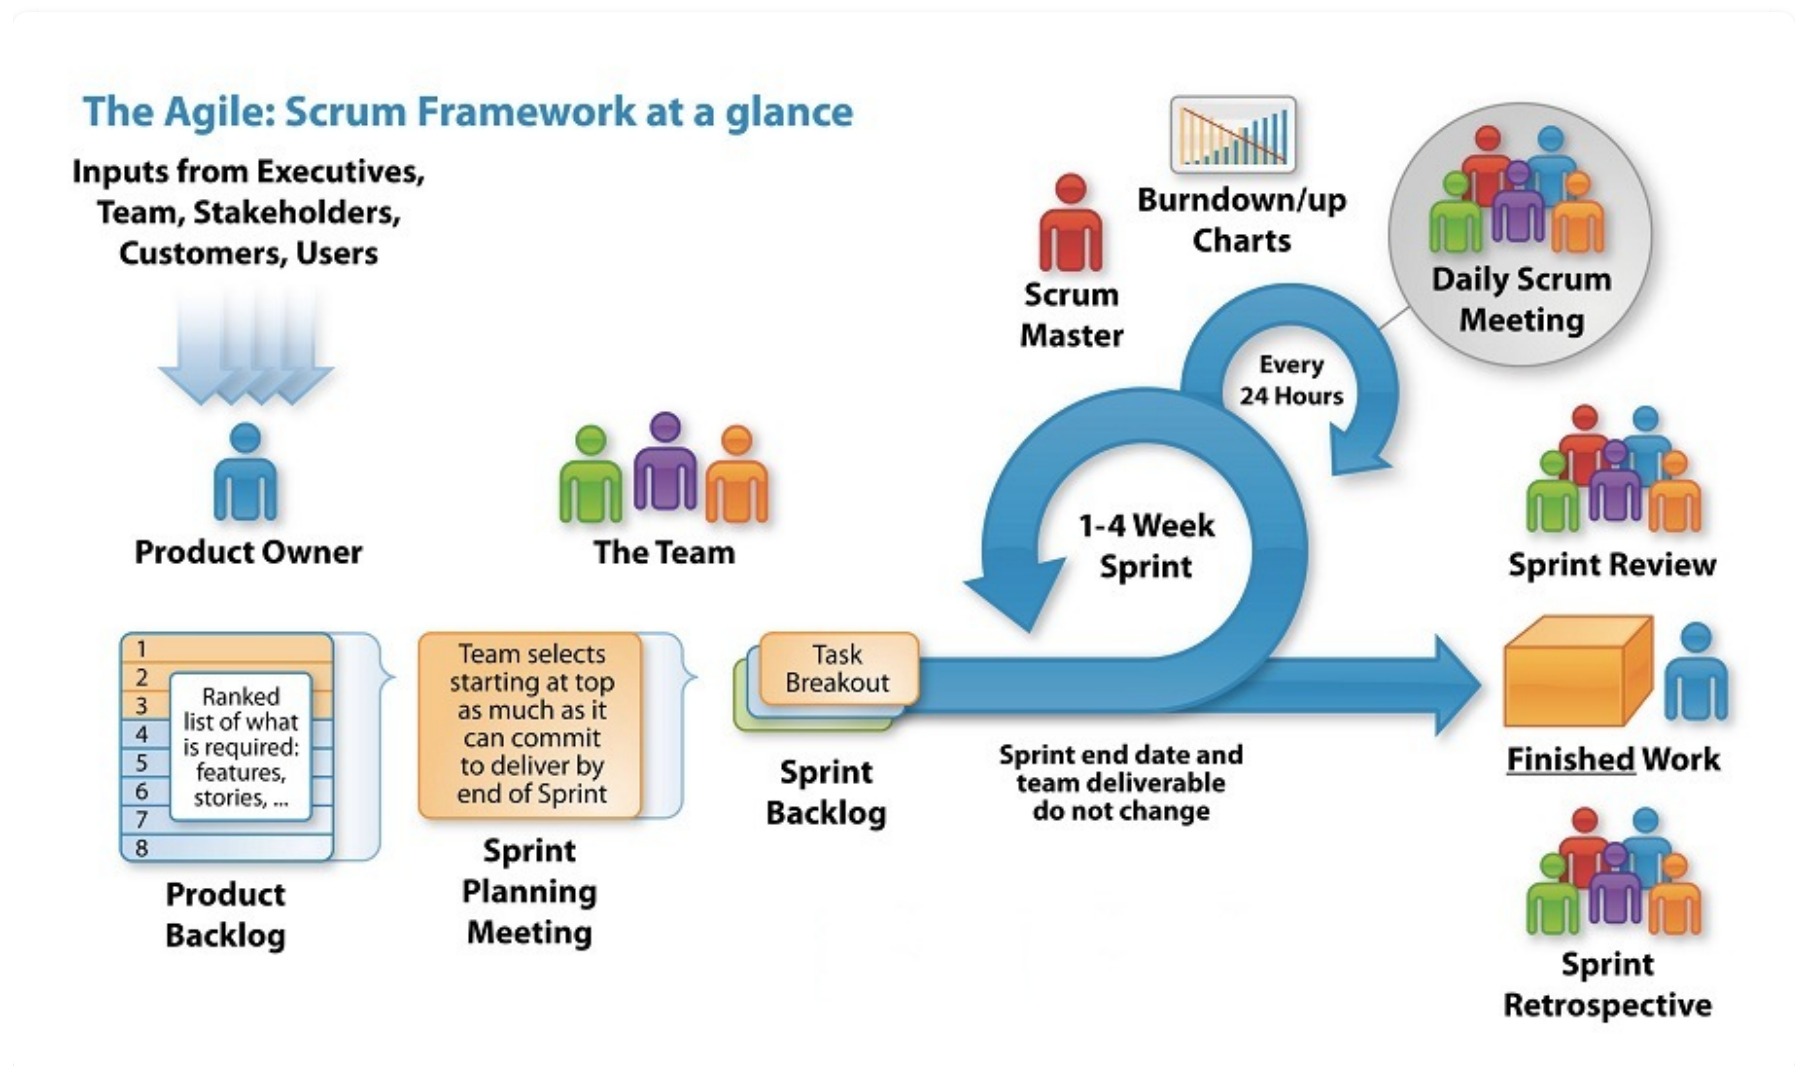 The Agile: Scrum Framework at a glance
Inputs from Executives,
Team, Stakeholders,
Customers, Users
Product Owner
The Team
Scrum
Master
Burndown/up
Charts
Daily Scrum
Meeting
Every
24 Hours
1-4 Week
Sprint
Sprint Review
1
2
3
4
5
6
7
8
Ranked
list of what
is required:
features,
stories, ...
Product
Backlog
Team selects
starting at top
as much as it
can commit
to deliver by
end of Sprint
Sprint
Planning
Meeting
Task
Breakout
Sprint
Backlog
Sprint end date and
team deliverable
do not change
Finished Work
Sprint
Retrospective